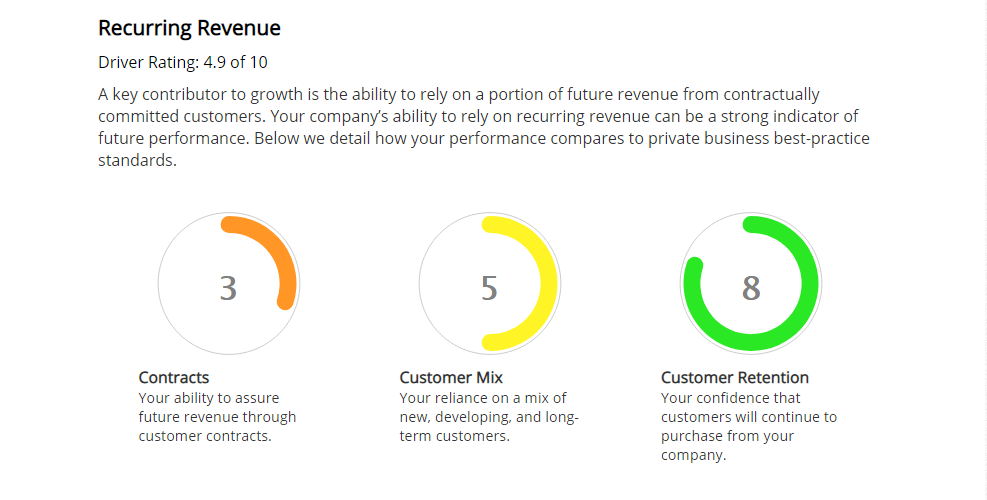 Recurring Revenue
Driver Rating: 4.9 of 10
A key contributor to growth is the ability to rely on a portion of future revenue from contractually
committed customers. Your company’s ability to rely on recurring revenue can be a strong indicator of
future performance. Below we detail how your performance compares to private business best-practice
standards.
3
5
8
Contracts
Your ability to assure
future revenue through
customer contracts.
Customer Mix
Your reliance on a mix of
new, developing, and long-
term customers.
Customer Retention
Your confidence that
customers will continue to
purchase from your
company.